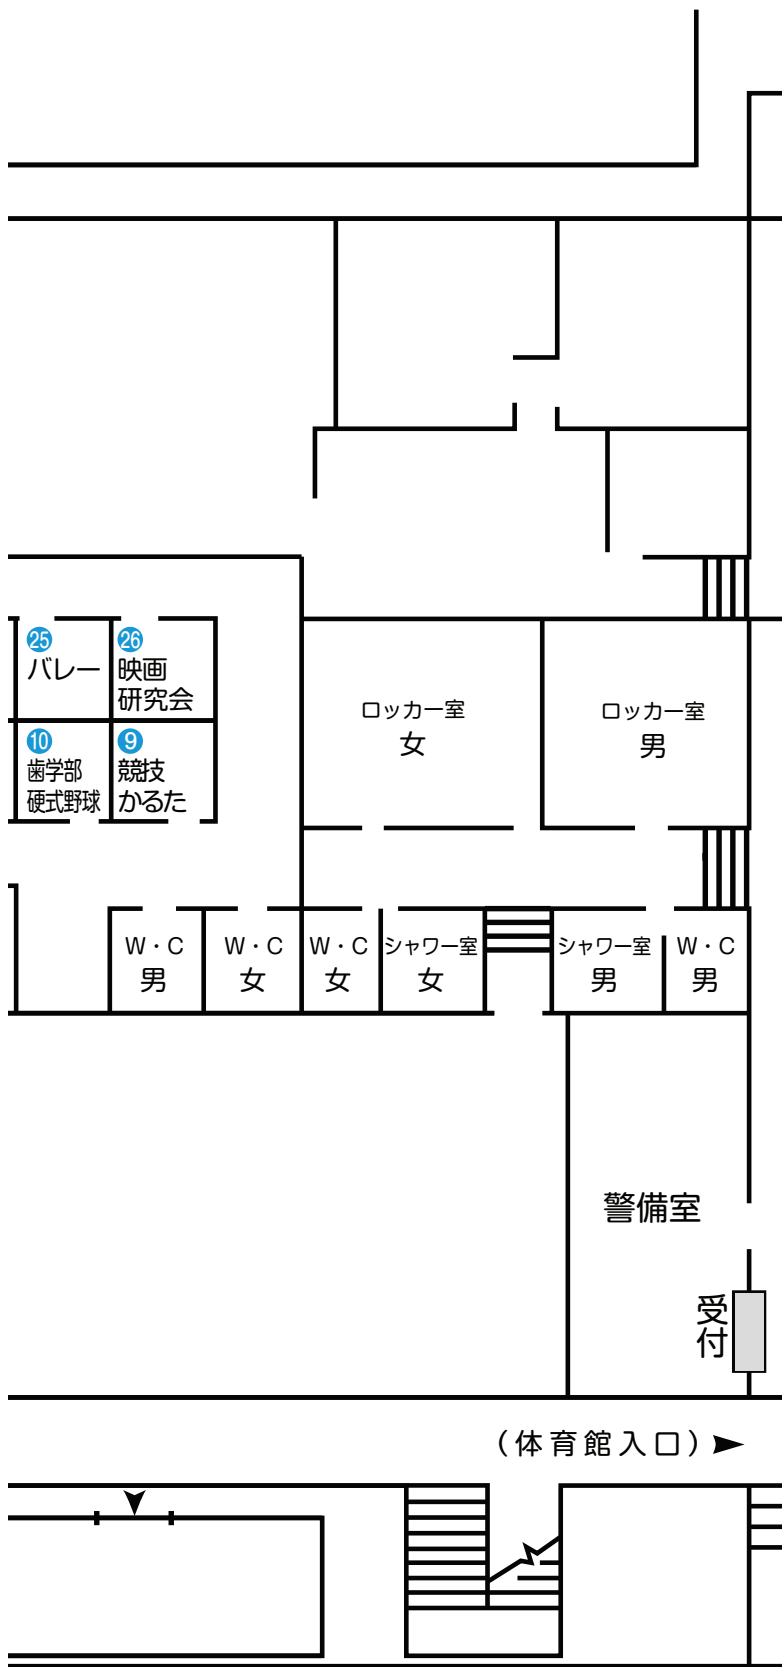 25
バレー
26
映画
研究会
10
歯学部
硬式野球
9
競技
かるた
ロッカー室
女
ロッカー室
男
W・C
男
W・C
女
W・C
女
シャワー室
女
シャワー室
男
W・C
男
警備室
受付
(体育館入口)